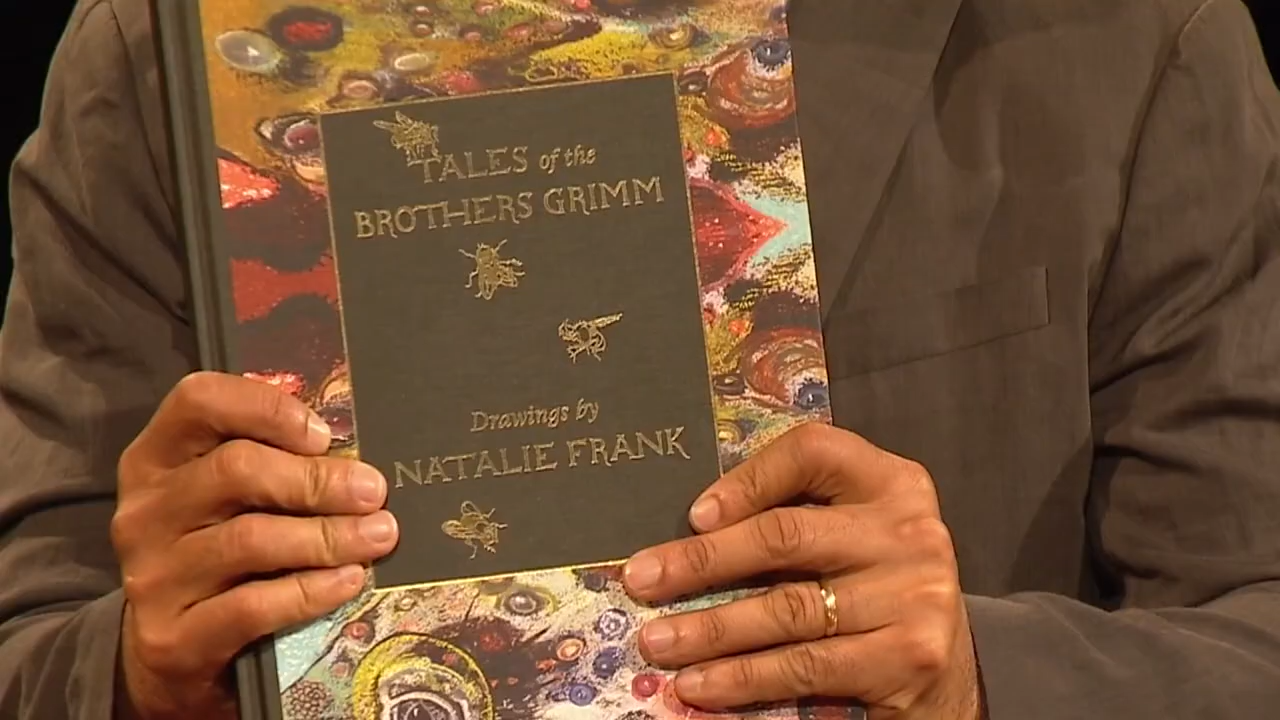 TALES of the
BROTHERS GRIMM
Drawings by
NATALIE FRANK